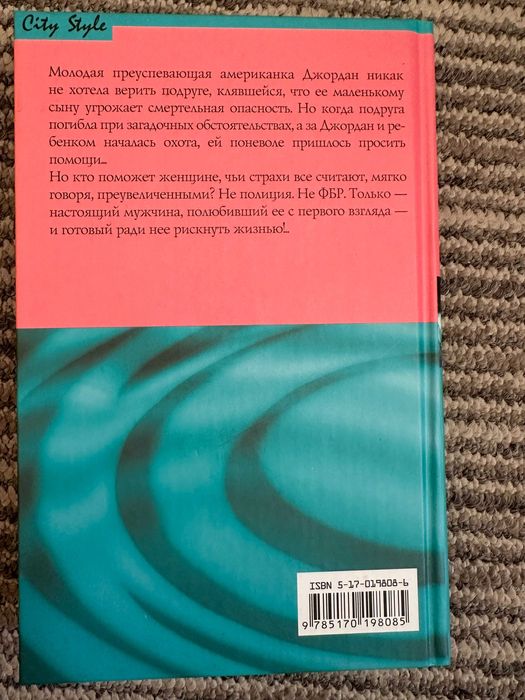 City Style
Молодая преуспевающая американка Джордан никак
не хотела верить подруге, клявшейся, что ее маленькому
сыну угрожает смертельная опасность. Но когда подруга
погибла при загадочных обстоятельствах, а за Джордан и ре-
бенком началась охота, ей поневоле пришлось просить
помощи...
Но кто поможет женщине, чьи страхи все считают, мягко
говоря, преувеличенными? Не полиция. Не ФБР. Только —
настоящий мужчина, полюбивший ее с первого взгляда —
и готовый ради нее рискнуть жизнью!..
ISBN 5-17-019808-6
9 785170 198085